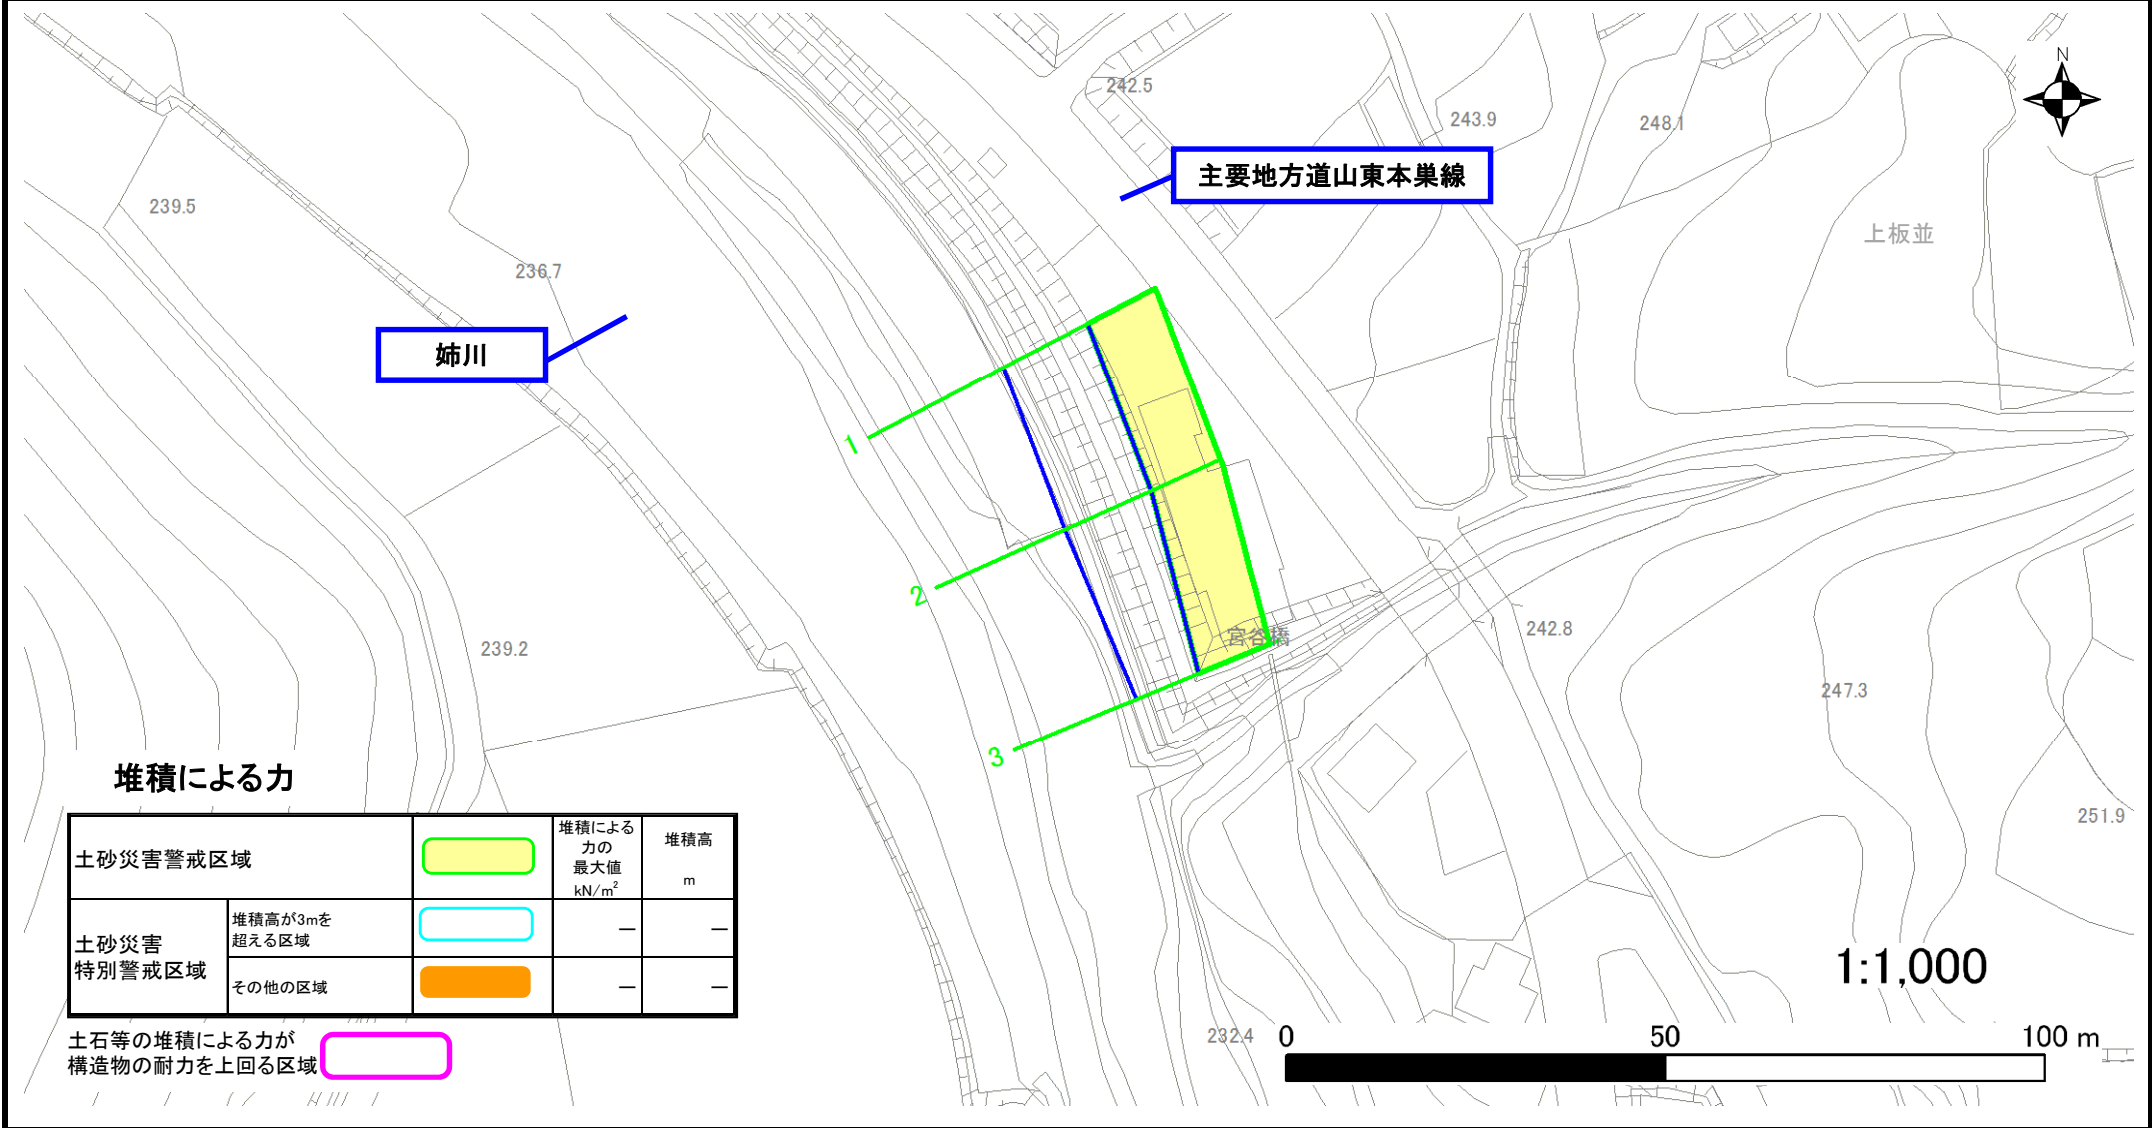 N
242.5
243.9
248.1
主要地方道山東本巣線
239.5
上板並
236.7
姉川
1
2
宮谷橋
242.8
239.2
247.3
3
堆積による力
251.9
土砂災害警戒区域
堆積による
力の
最大値
kN/m²
堆積高
m
土砂災害
特別警戒区域
堆積高が3mを
超える区域
—
—
その他の区域
—
—
土石等の堆積による力が
構造物の耐力を上回る区域
1:1,000
232.4
0 50 100 m